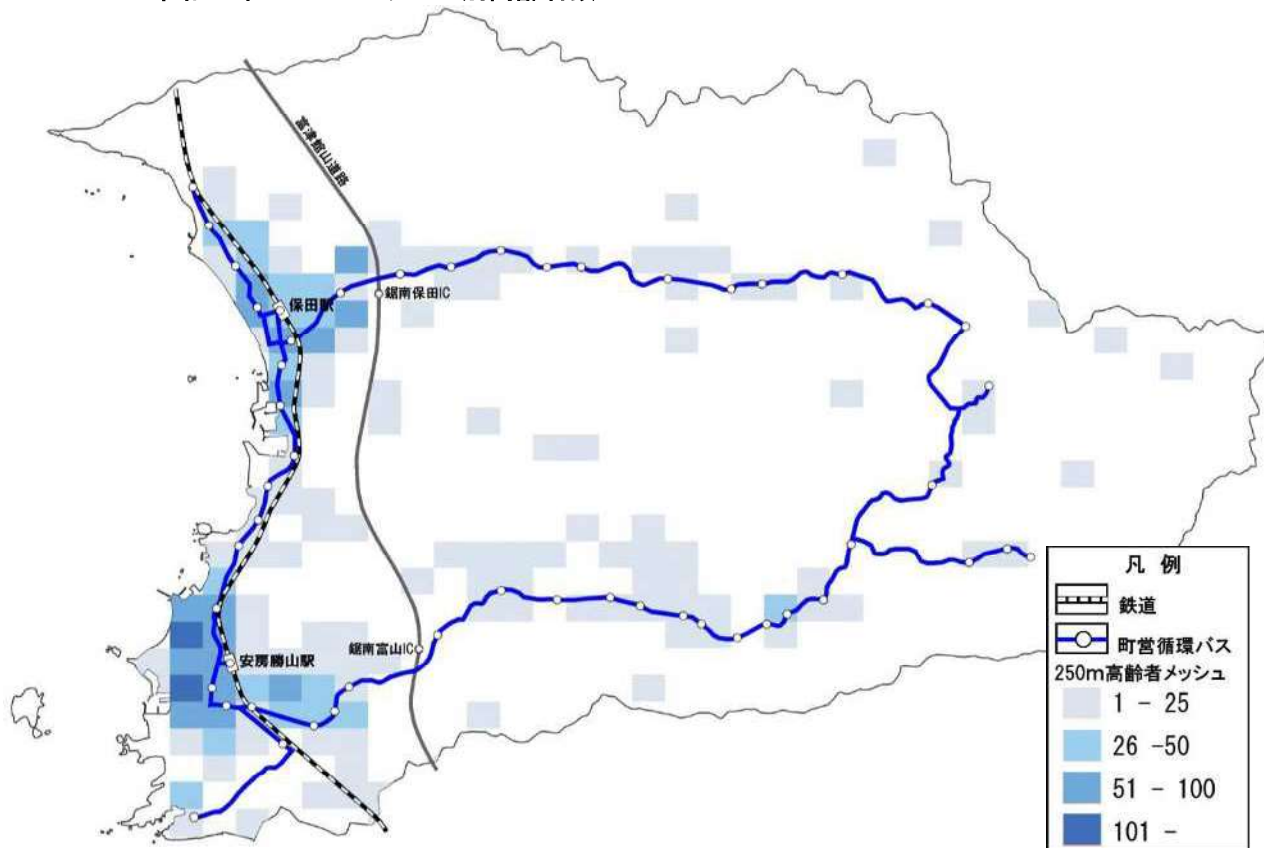 富津館山道路
保田駅
鋸南保田IC
安房勝山駅
鋸南富山IC
凡 例
鉄道
町営循環バス
250m高齢者メッシュ
1 - 25
26 -50
51 - 100
101 -